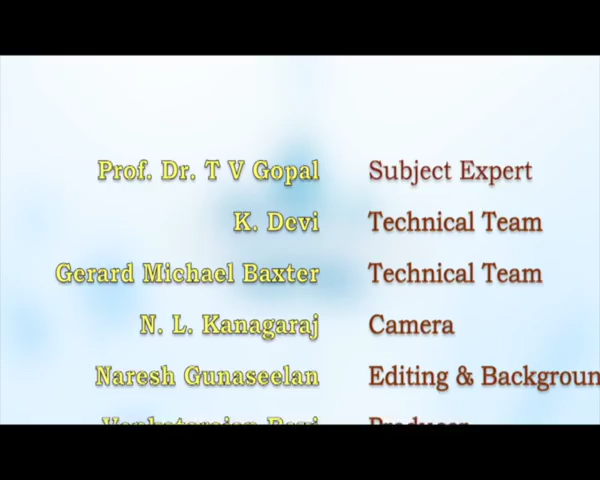 Prof. Dr. T V Gopal Subject Expert
K. Devi Technical Team
Gerard Michael Baxter Technical Team
N. L. Kanagaraj Camera
Naresh Gunaseelan Editing & Backgroun
Producer